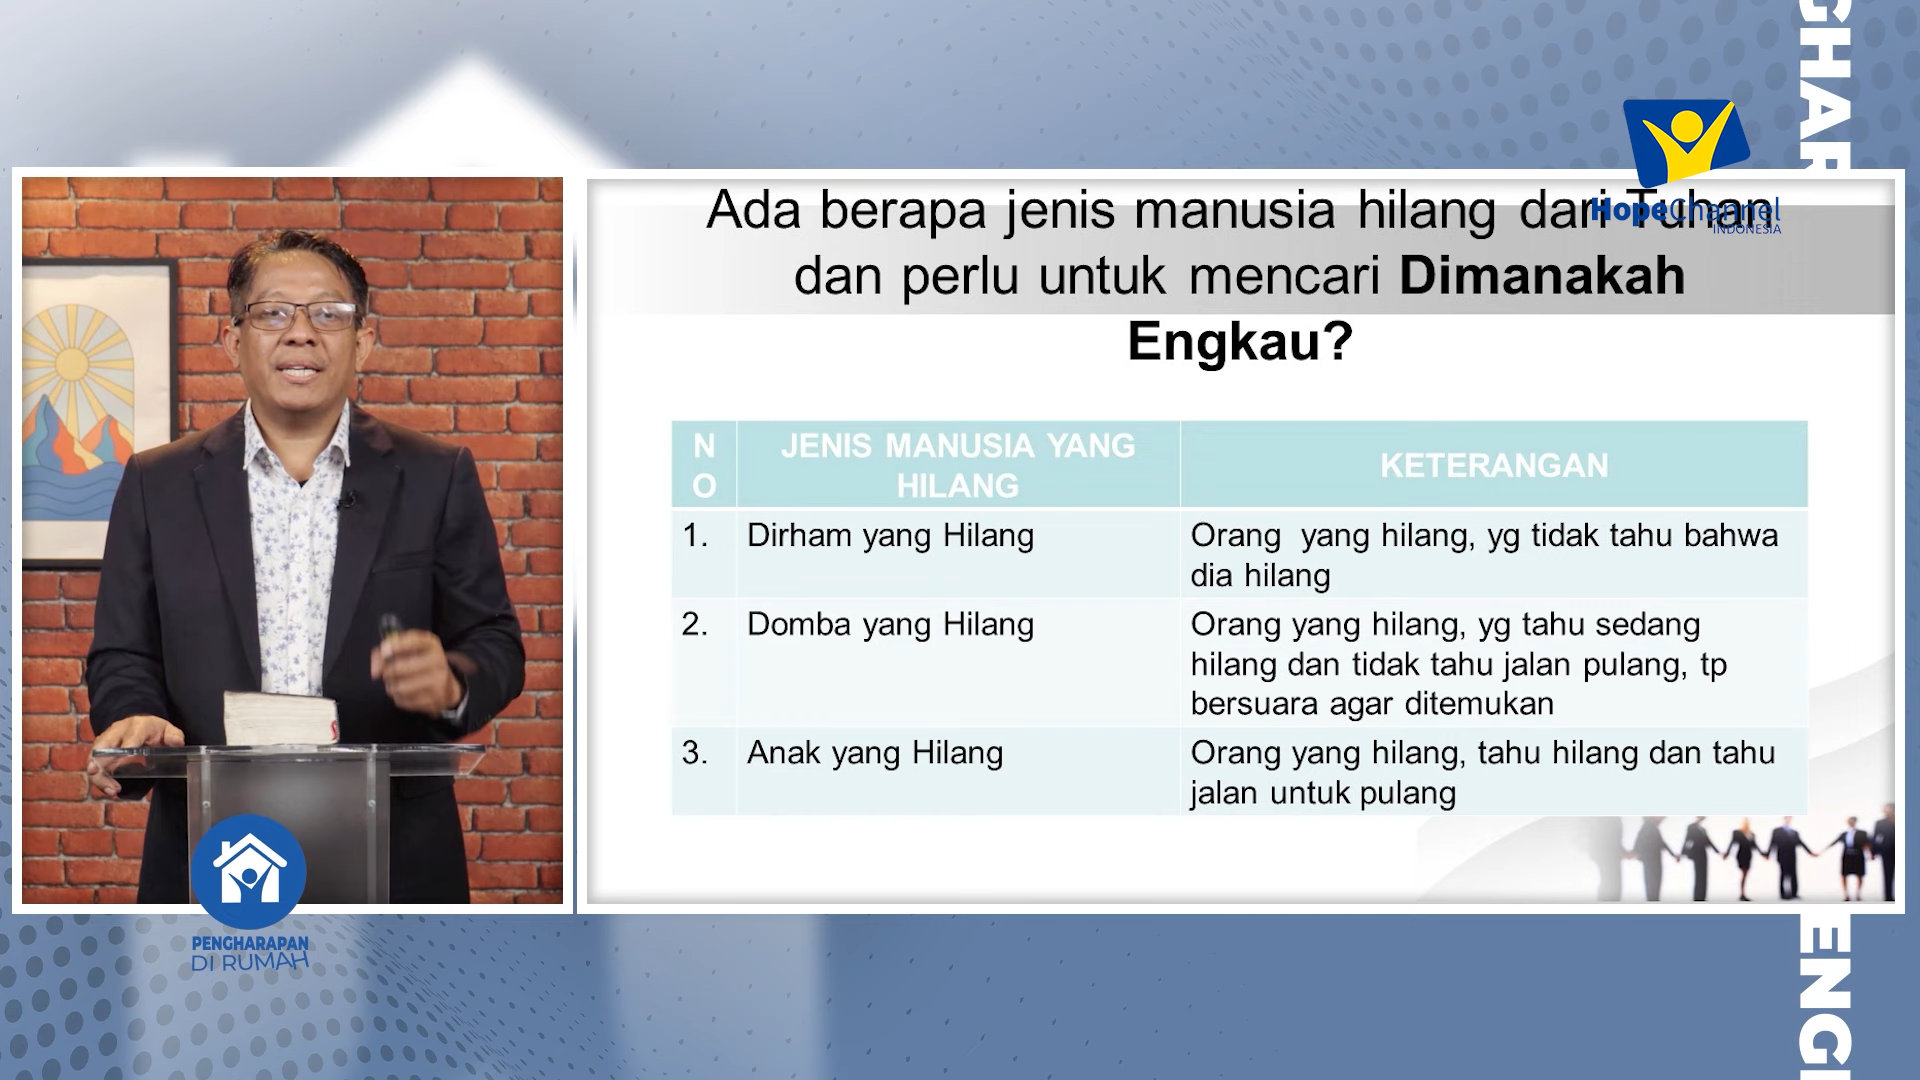 Ada berapa jenis manusia hilang dari Tuhan
dan perlu untuk mencari Dimanakah
Engkau?
HopeChannel
INDONESIA
NO
JENIS MANUSIA YANG
HILANG
KETERANGAN
1.
Dirham yang Hilang
Orang yang hilang, yg tidak tahu bahwa
dia hilang
2.
Domba yang Hilang
Orang yang hilang, yg tahu sedang
hilang dan tidak tahu jalan pulang, tp
bersuara agar ditemukan
3.
Anak yang Hilang
Orang yang hilang, tahu hilang dan tahu
jalan untuk pulang
PENGHARAPAN
DI RUMAH
GHAR
ENG